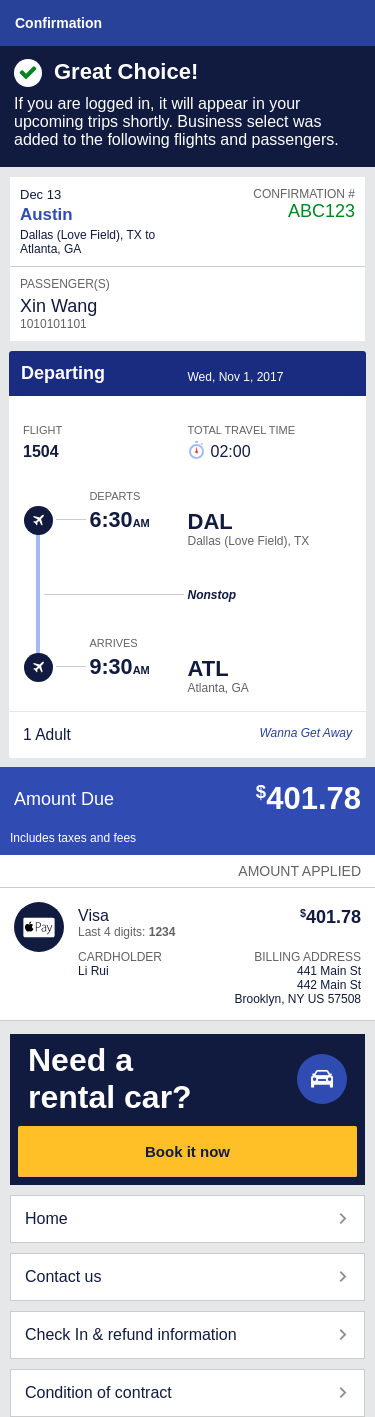 Confirmation
Great Choice!
If you are logged in, it will appear in your
upcoming trips shortly. Business select was
added to the following flights and passengers.
Dec 13
CONFIRMATION #
Austin
ABC123
Dallas (Love Field), TX to
Atlanta, GA
PASSENGER(S)
Xin Wang
1010101101
Departing
Wed, Nov 1, 2017
FLIGHT
TOTAL TRAVEL TIME
1504
02:00
DEPARTS
6:30AM
DAL
Dallas (Love Field), TX
Nonstop
ARRIVES
9:30AM
ATL
Atlanta, GA
1 Adult
Wanna Get Away
Amount Due
$401.78
Includes taxes and fees
AMOUNT APPLIED
Pay
Visa
$401.78
Last 4 digits: 1234
CARDHOLDER
BILLING ADDRESS
Li Rui
441 Main St
442 Main St
Brooklyn, NY US 57508
Need a
rental car?
Book it now
Home
Contact us
Check In & refund information
Condition of contract